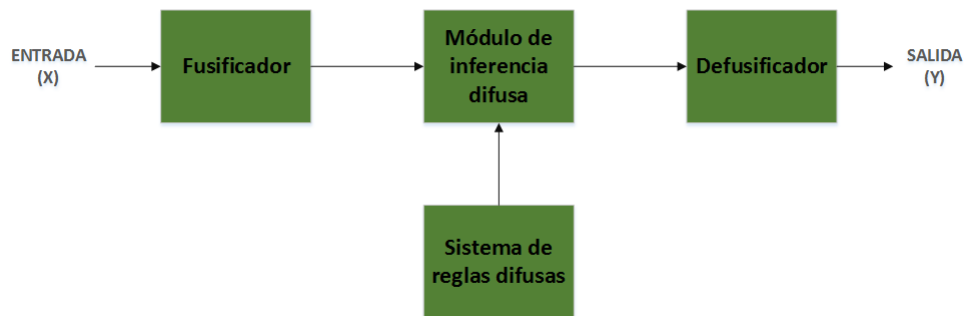 ENTRADA
(X)
Fusificador
Módulo de
inferencia
difusa
Defusificador
SALIDA
(Y)
Sistema de
reglas difusas